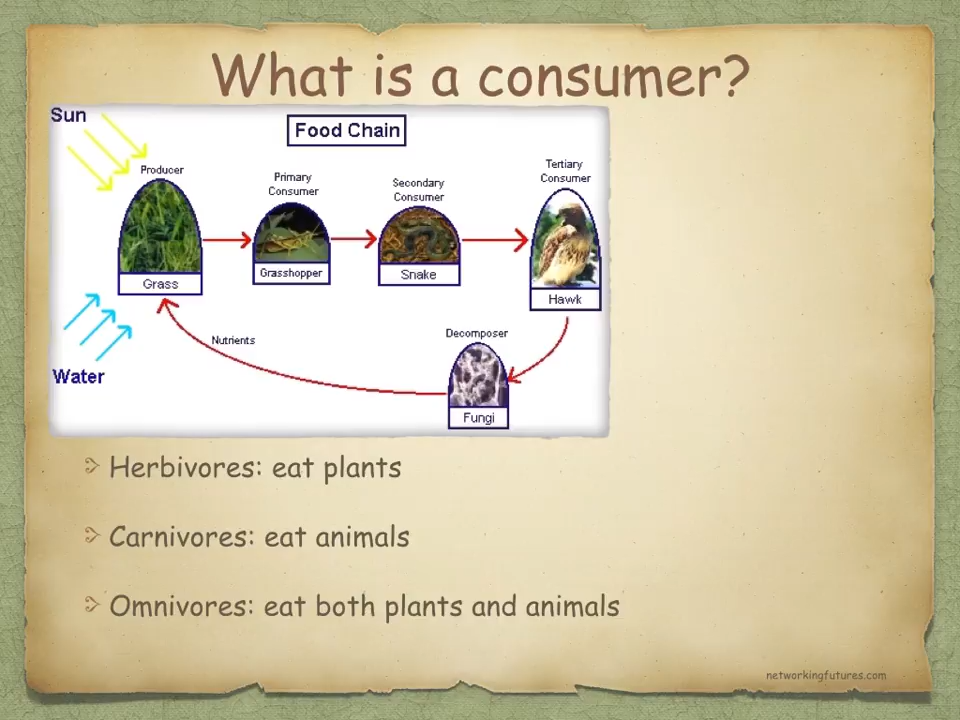 What is a consumer?
Sun
Food Chain
Producer
Primary
Consumer
Secondary
Consumer
Tertiary
Consumer
Grass
Grasshopper
Snake
Hawk
Nutrients
Decomposer
Water
Fungi
Herbivores: eat plants
Carnivores: eat animals
Omnivores: eat both plants and animals
networkingfutures.com